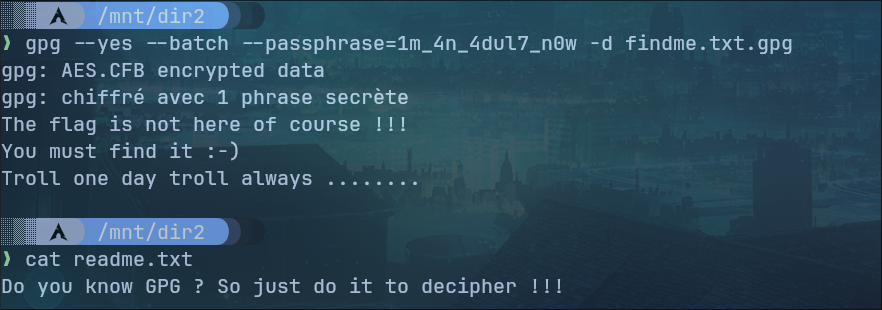 /mnt/dir2
❯ gpg --yes --batch --passphrase=1m_4n_4dul7_n0w -d findme.txt.gpg
gpg: AES.CFB encrypted data
gpg: chiffré avec 1 phrase secrète
The flag is not here of course !!!
You must find it :-)
Troll one day troll always ........
/mnt/dir2
❯ cat readme.txt
Do you know GPG ? So just do it to decipher !!!